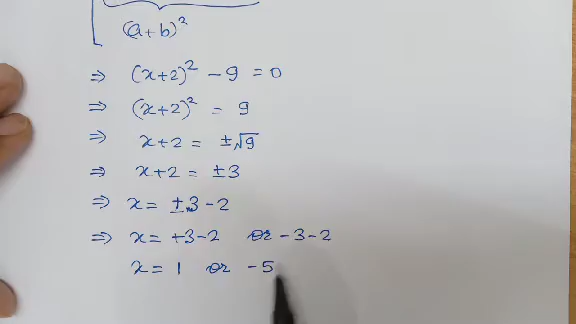 (a+b)²
⇒ (x+2)² - 9 = 0
⇒ (x+2)² = 9
⇒ x+2 = ±√9
⇒ x+2 = ±3
⇒ x = ±3-2
⇒ x = +3-2 or -3-2
x = 1 or -5